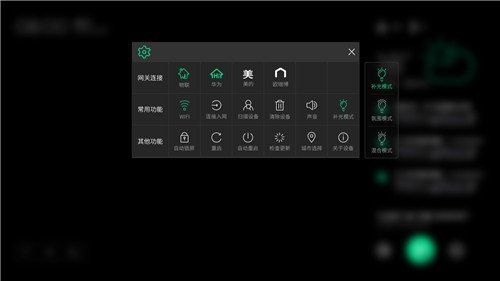 网关连接
物联
华为
美
美的
欧瑞博
常用功能
WIFI
连接入网
扫描设备
清除设备
声音
补光模式
其他功能
自动锁屏
重启
自动重启
检查更新
城市选择
关于设备
补光模式
氛围模式
混合模式